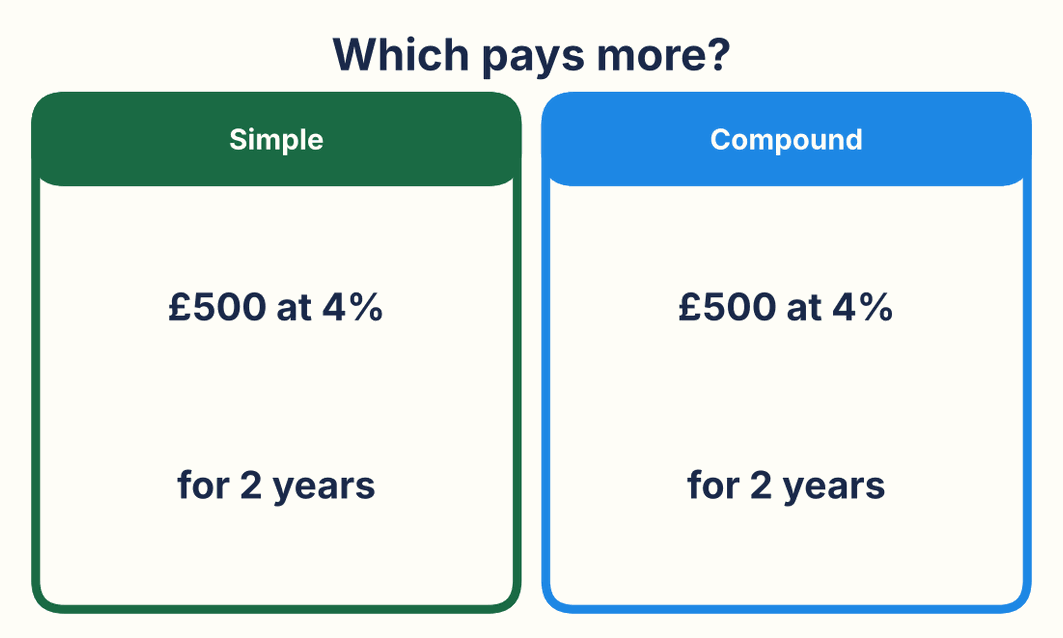 Which pays more?
Simple
£500 at 4%
for 2 years
Compound
£500 at 4%
for 2 years